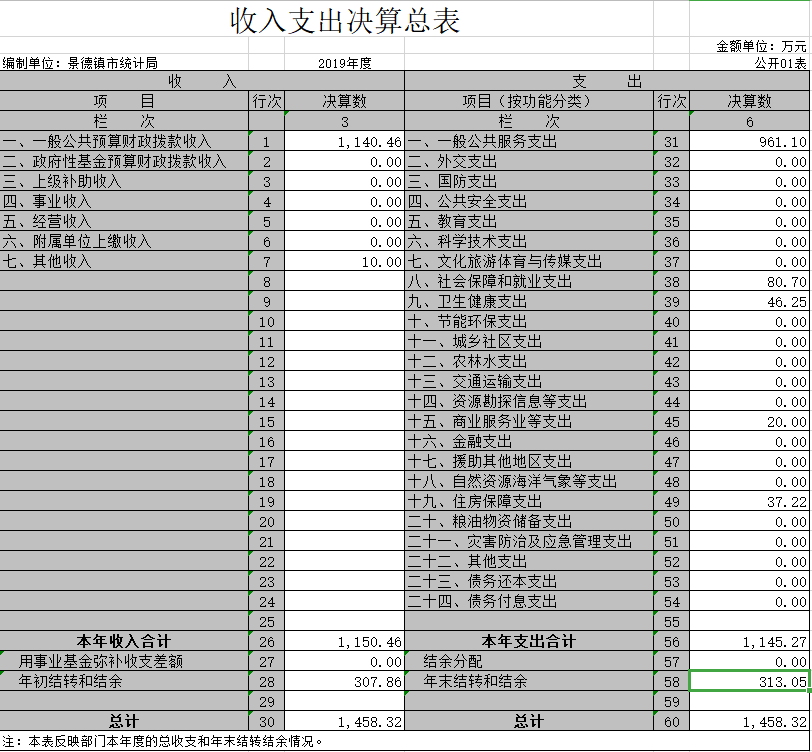 收入支出决算总表
金额单位：万元
编制单位：景德镇市统计局 2019年度 公开01表
收 入 支 出
项 目 行次 决算数 项目（按功能分类） 行次 决算数
栏 次 3 栏 次 6
一、一般公共预算财政拨款收入 1 1,140.46 一、一般公共服务支出 31 961.10
二、政府性基金预算财政拨款收入 2 0.00 二、外交支出 32 0.00
三、上级补助收入 3 0.00 三、国防支出 33 0.00
四、事业收入 4 0.00 四、公共安全支出 34 0.00
五、经营收入 5 0.00 五、教育支出 35 0.00
六、附属单位上缴收入 6 0.00 六、科学技术支出 36 0.00
七、其他收入 7 10.00 七、文化旅游体育与传媒支出 37 0.00
8 八、社会保障和就业支出 38 80.70
9 九、卫生健康支出 39 46.25
10 十、节能环保支出 40 0.00
11 十一、城乡社区支出 41 0.00
12 十二、农林水支出 42 0.00
13 十三、交通运输支出 43 0.00
14 十四、资源勘探信息等支出 44 0.00
15 十五、商业服务业等支出 45 20.00
16 十六、金融支出 46 0.00
17 十七、援助其他地区支出 47 0.00
18 十八、自然资源海洋气象等支出 48 0.00
19 十九、住房保障支出 49 37.22
20 二十、粮油物资储备支出 50 0.00
21 二十一、灾害防治及应急管理支出 51 0.00
22 二十二、其他支出 52 0.00
23 二十三、债务还本支出 53 0.00
24 二十四、债务付息支出 54 0.00
25 55
本年收入合计 26 1,150.46 本年支出合计 56 1,145.27
用事业基金弥补收支差额 27 0.00 结余分配 57 0.00
年初结转和结余 28 307.86 年末结转和结余 58 313.05
29 59
总计 30 1,458.32 总计 60 1,458.32
注：本表反映部门本年度的总收支和年末结转结余情况。